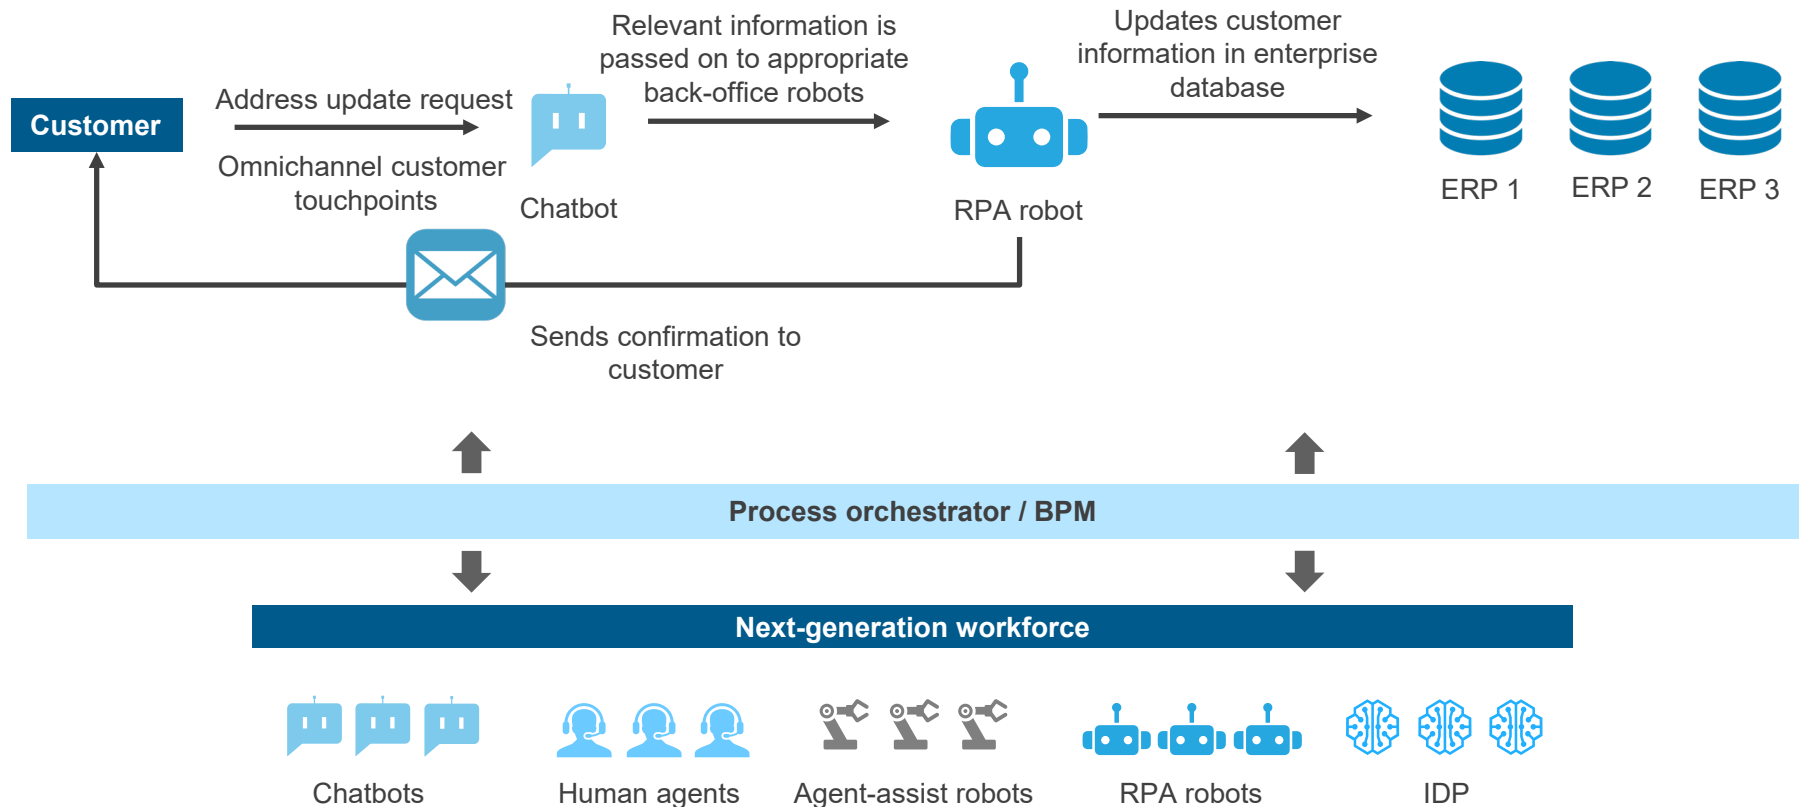 Customer
Address update request
Omnichannel customer
touchpoints
Chatbot
Relevant information is
passed on to appropriate
back-office robots
RPA robot
Updates customer
information in enterprise
database
ERP 1
ERP 2
ERP 3
Sends confirmation to
customer
Process orchestrator / BPM
Next-generation workforce
Chatbots
Human agents
Agent-assist robots
RPA robots
IDP